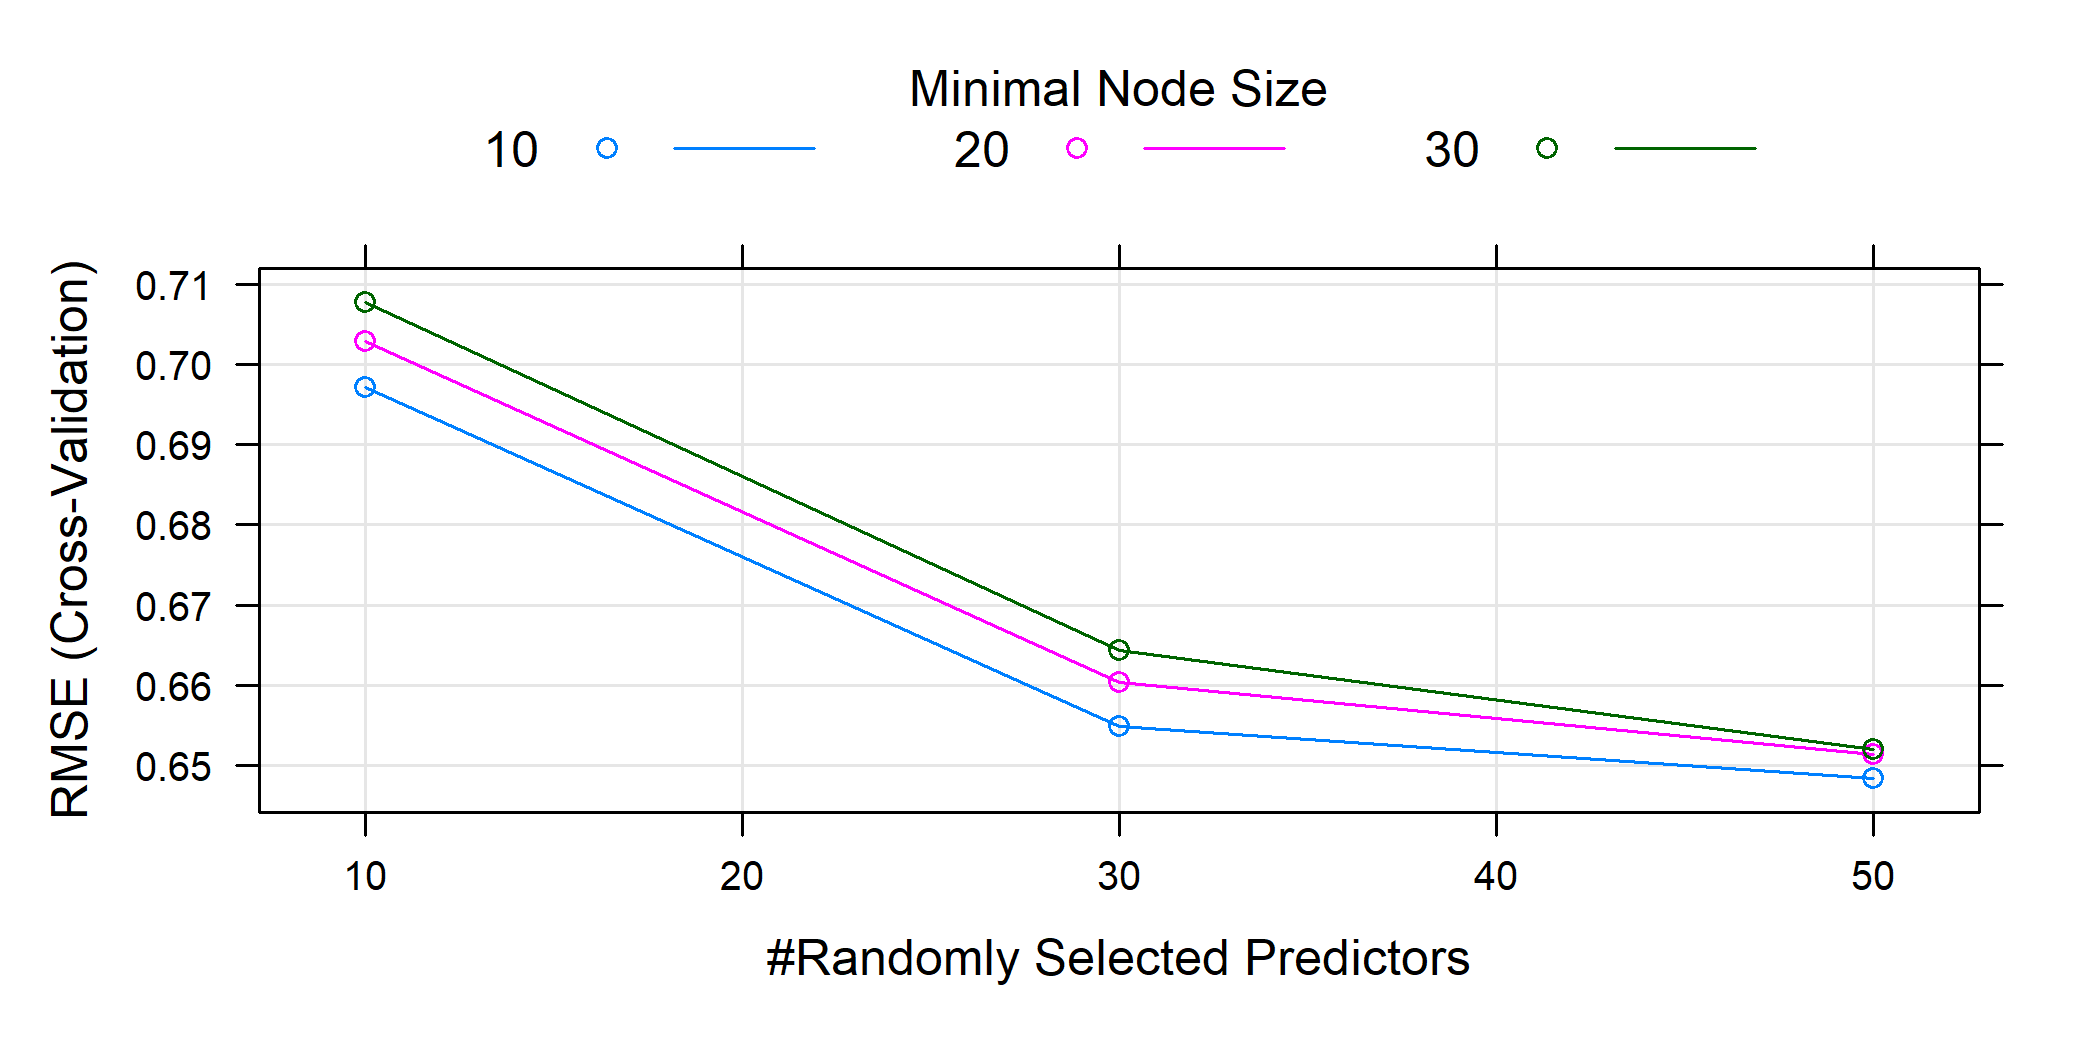 Minimal Node Size
10 20 30
RMSE (Cross-Validation)
0.71
0.70
0.69
0.68
0.67
0.66
0.65
10 20 30 40 50
#Randomly Selected Predictors